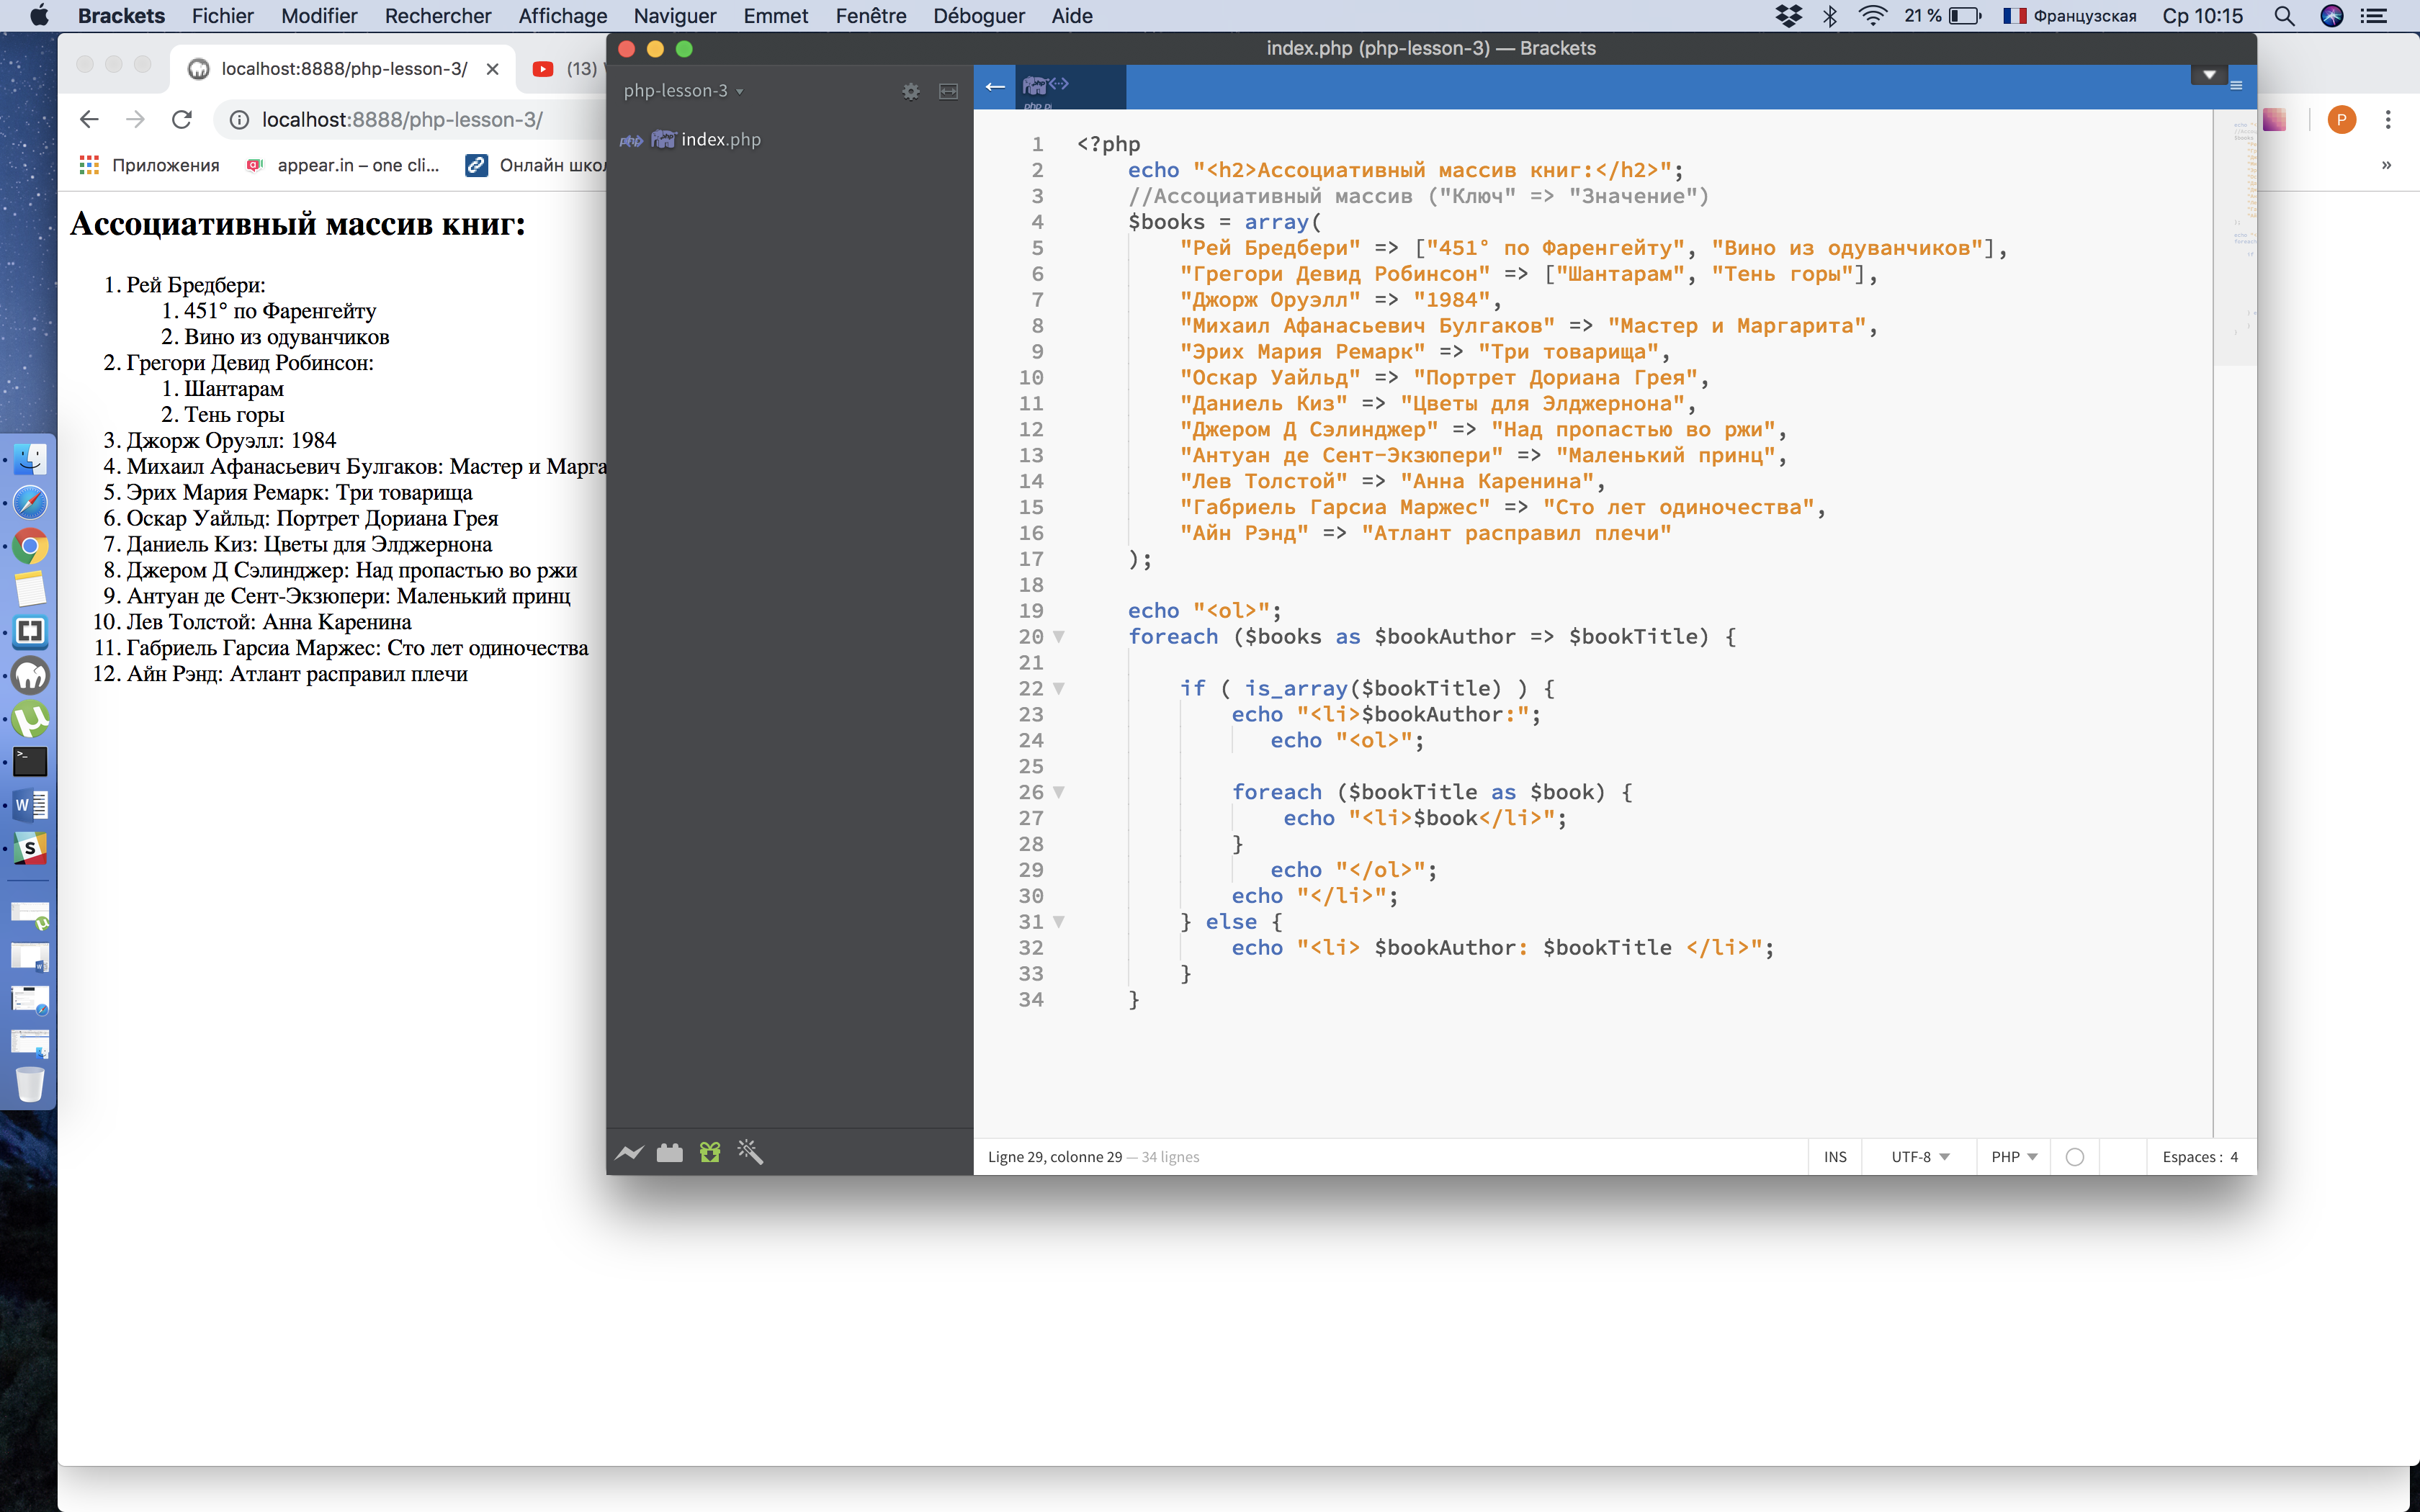 Brackets Fichier Modifier Rechercher Affichage Naviguer Emmet Fenêtre Déboguer Aide 21 % Французская Ср 10:15
localhost:8888/php-lesson-3/ (13)
localhost:8888/php-lesson-3/
Приложения appear.in – one cli... Онлайн
P
»
Ассоциативный массив книг:
1. Рей Бредбери:
1. 451° по Фаренгейту
2. Вино из одуванчиков
2. Грегори Девид Робинсон:
1. Шантарам
2. Тень горы
3. Джорж Оруэлл: 1984
4. Михаил Афанасьевич Булгаков: Мастер и Марга
5. Эрих Мария Ремарк: Три товарища
6. Оскар Уайльд: Портрет Дориана Грея
7. Даниель Киз: Цветы для Элджернона
8. Джером Д Сэлинджер: Над пропастью во ржи
9. Антуан де Сент-Экзюпери: Маленький принц
10. Лев Толстой: Анна Каренина
11. Габриель Гарсиа Маржес: Сто лет одиночества
12. Айн Рэнд: Атлант расправил плечи
index.php (php-lesson-3) — Brackets
php-lesson-3
php index.php
1 <?php
2 echo "<h2>Ассоциативный массив книг:</h2>";
3 //Ассоциативный массив ("Ключ" => "Значение")
4 $books = array(
5 "Рей Бредбери" => ["451° по Фаренгейту", "Вино из одуванчиков"],
6 "Грегори Девид Робинсон" => ["Шантарам", "Тень горы"],
7 "Джорж Оруэлл" => "1984",
8 "Михаил Афанасьевич Булгаков" => "Мастер и Маргарита",
9 "Эрих Мария Ремарк" => "Три товарища",
10 "Оскар Уайльд" => "Портрет Дориана Грея",
11 "Даниель Киз" => "Цветы для Элджернона",
12 "Джером Д Сэлинджер" => "Над пропастью во ржи",
13 "Антуан де Сент-Экзюпери" => "Маленький принц",
14 "Лев Толстой" => "Анна Каренина",
15 "Габриель Гарсиа Маржес" => "Сто лет одиночества",
16 "Айн Рэнд" => "Атлант расправил плечи"
17 );
18
19 echo "<ol>";
20 foreach ($books as $bookAuthor => $bookTitle) {
21
22 if ( is_array($bookTitle) ) {
23 echo "<li>$bookAuthor:";
24 echo "<ol>";
25
26 foreach ($bookTitle as $book) {
27 echo "<li>$book</li>";
28 }
29 echo "</ol>";
30 echo "</li>";
31 } else {
32 echo "<li> $bookAuthor: $bookTitle </li>";
33 }
34 }
Ligne 29, colonne 29 — 34 lignes INS UTF-8 PHP Espaces : 4